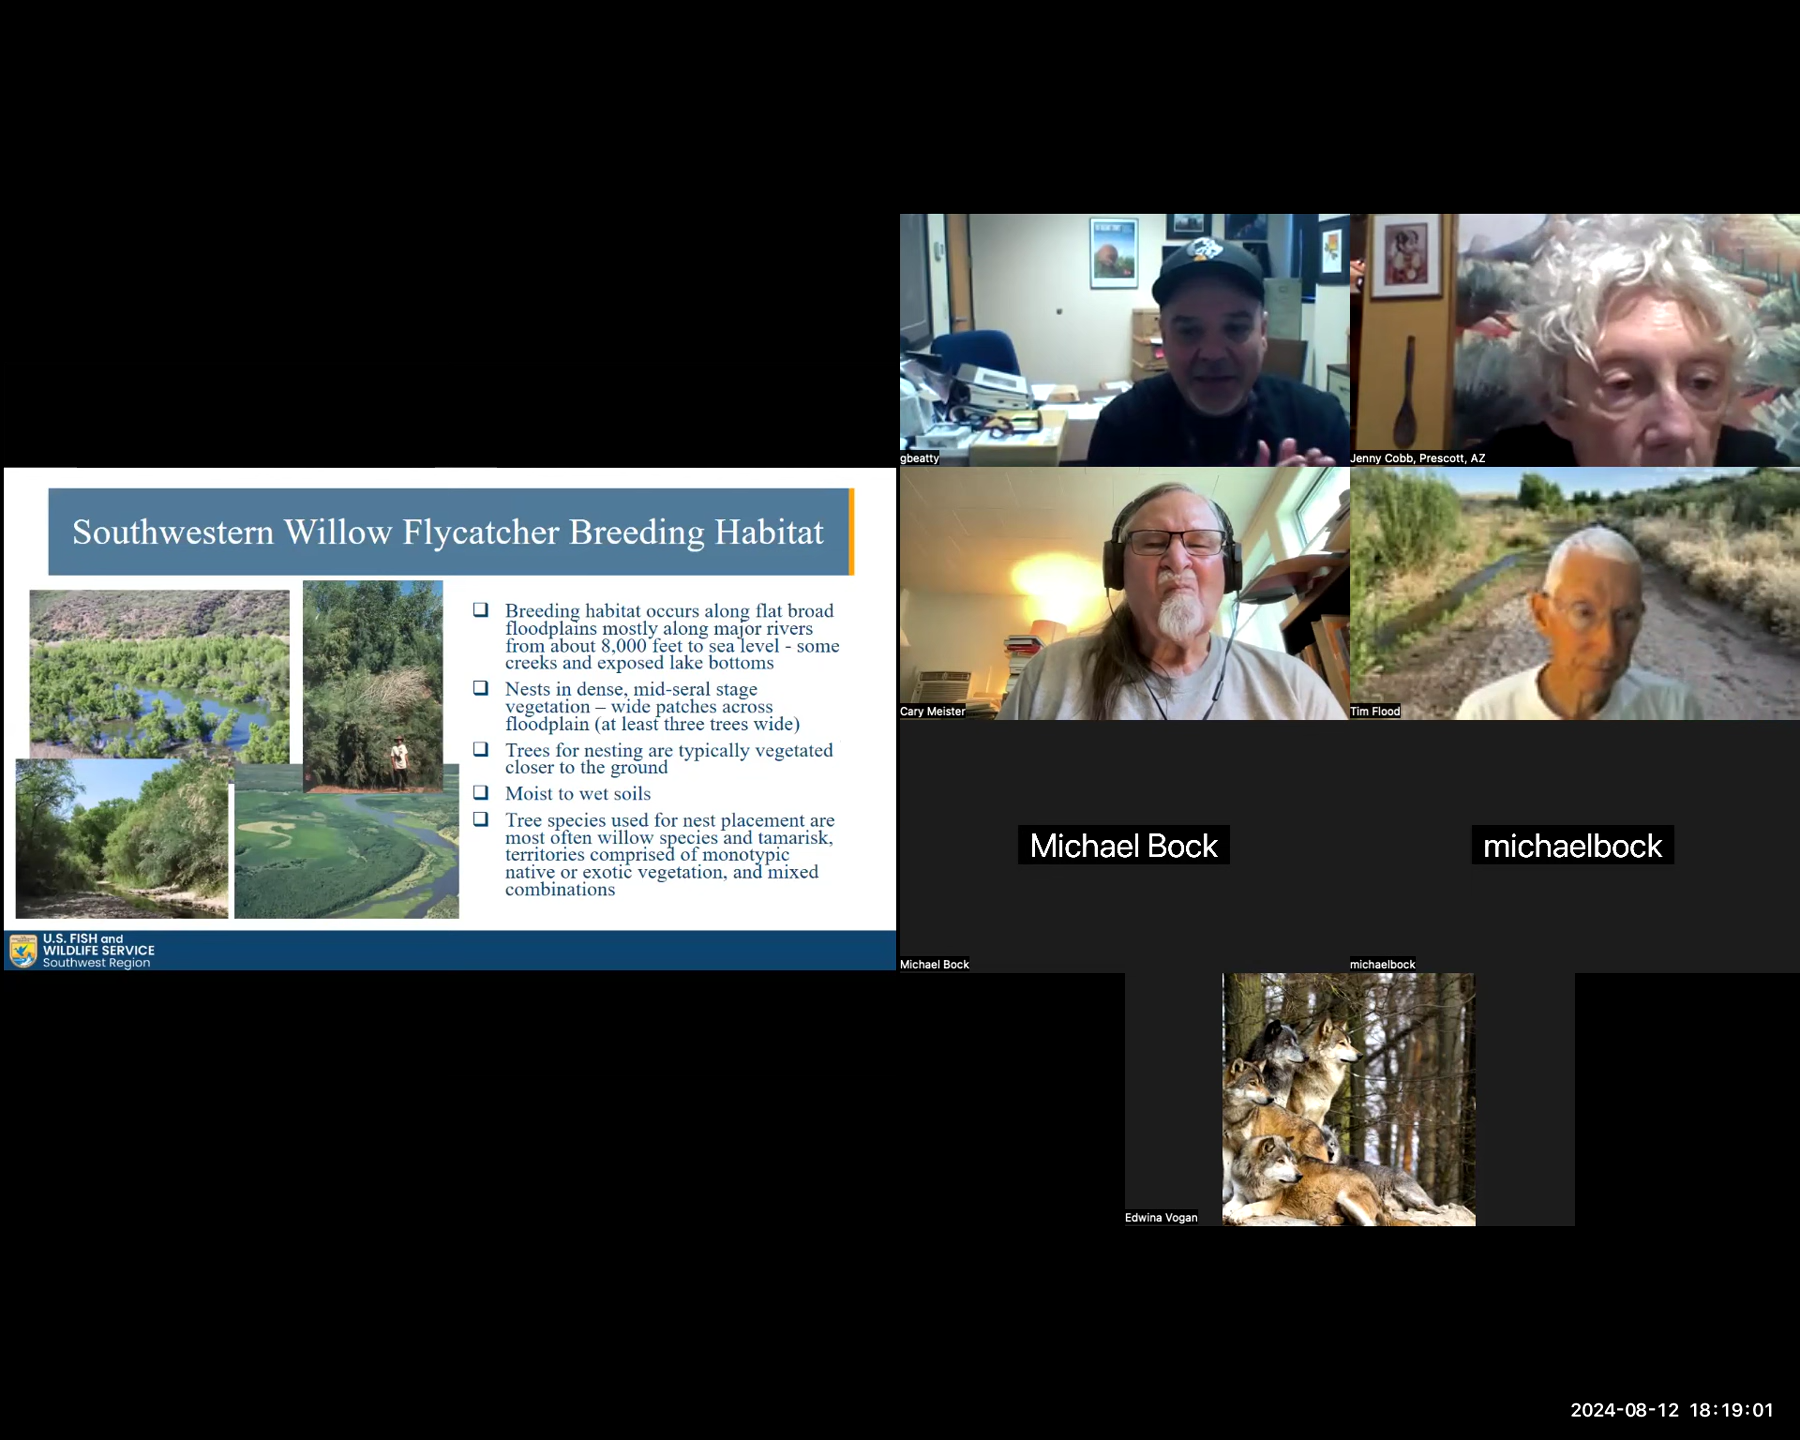 Southwestern Willow Flycatcher Breeding Habitat
❑ Breeding habitat occurs along flat broad
floodplains mostly along major rivers
from about 8,000 feet to sea level - some
creeks and exposed lake bottoms
❑ Nests in dense, mid-seral stage
vegetation – wide patches across
floodplain (at least three trees wide)
❑ Trees for nesting are typically vegetated
closer to the ground
❑ Moist to wet soils
❑ Tree species used for nest placement are
most often willow species and tamarisk,
territories comprised of monotypic
native or exotic vegetation, and mixed
combinations
U.S. FISH and
WILDLIFE SERVICE
Southwest Region
gbeatty
Jenny Cobb, Prescott, AZ
Cary Meister
Tim Flood
Michael Bock
michaelbock
Michael Bock
michaelbock
Edwina Vogan
2024-08-12 18:19:01